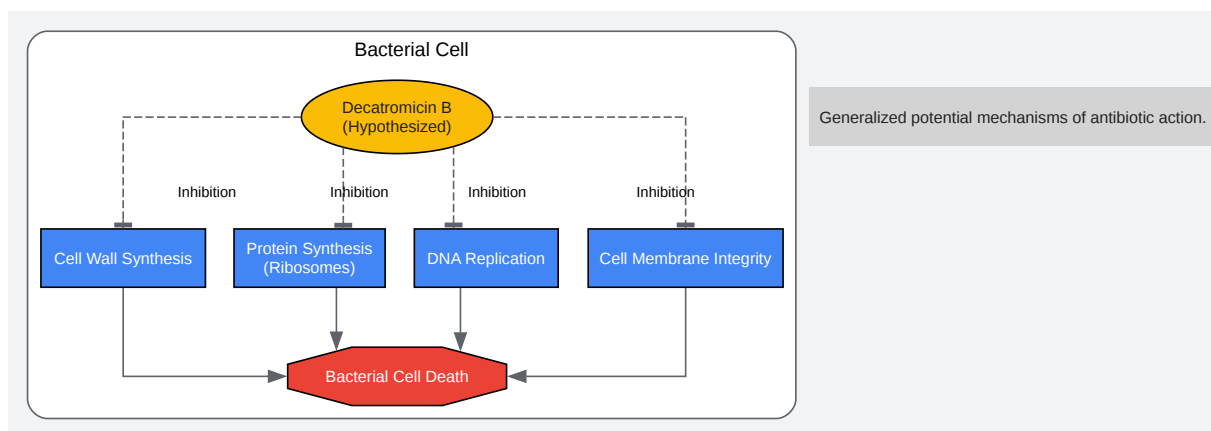 Bacterial Cell
Decatromicin B
(Hypothesized)
Generalized potential mechanisms of antibiotic action.
Inhibition
Inhibition
Inhibition
Inhibition
Cell Wall Synthesis
Protein Synthesis
(Ribosomes)
DNA Replication
Cell Membrane Integrity
Bacterial Cell Death